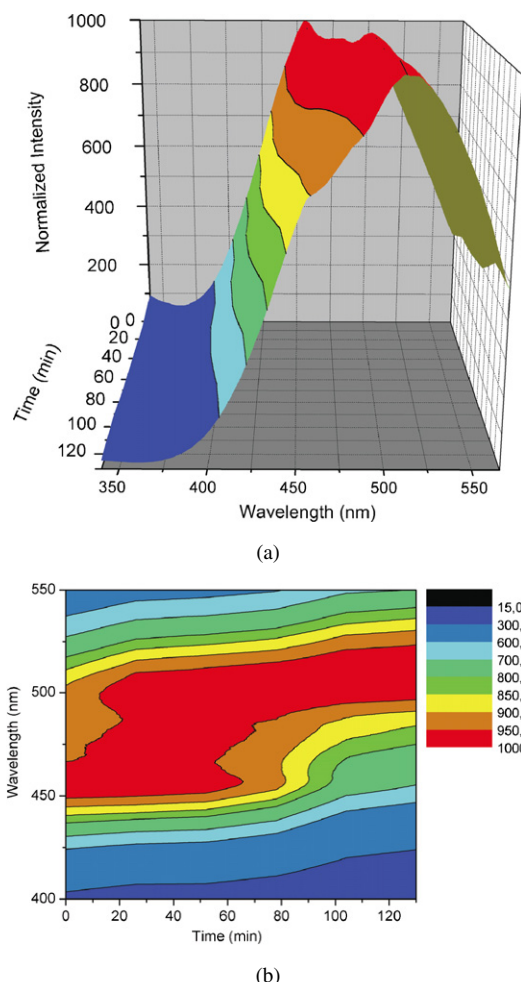 1000
800
600
400
200
0
Normalized Intensity
0
20
40
60
80
100
120
Time (min)
350 400 450 500 550
Wavelength (nm)
(a)
550
500
450
400
Wavelength (nm)
0 20 40 60 80 100 120
Time (min)
15,0
300,
600,
700,
800,
850,
900,
950,
1000
(b)